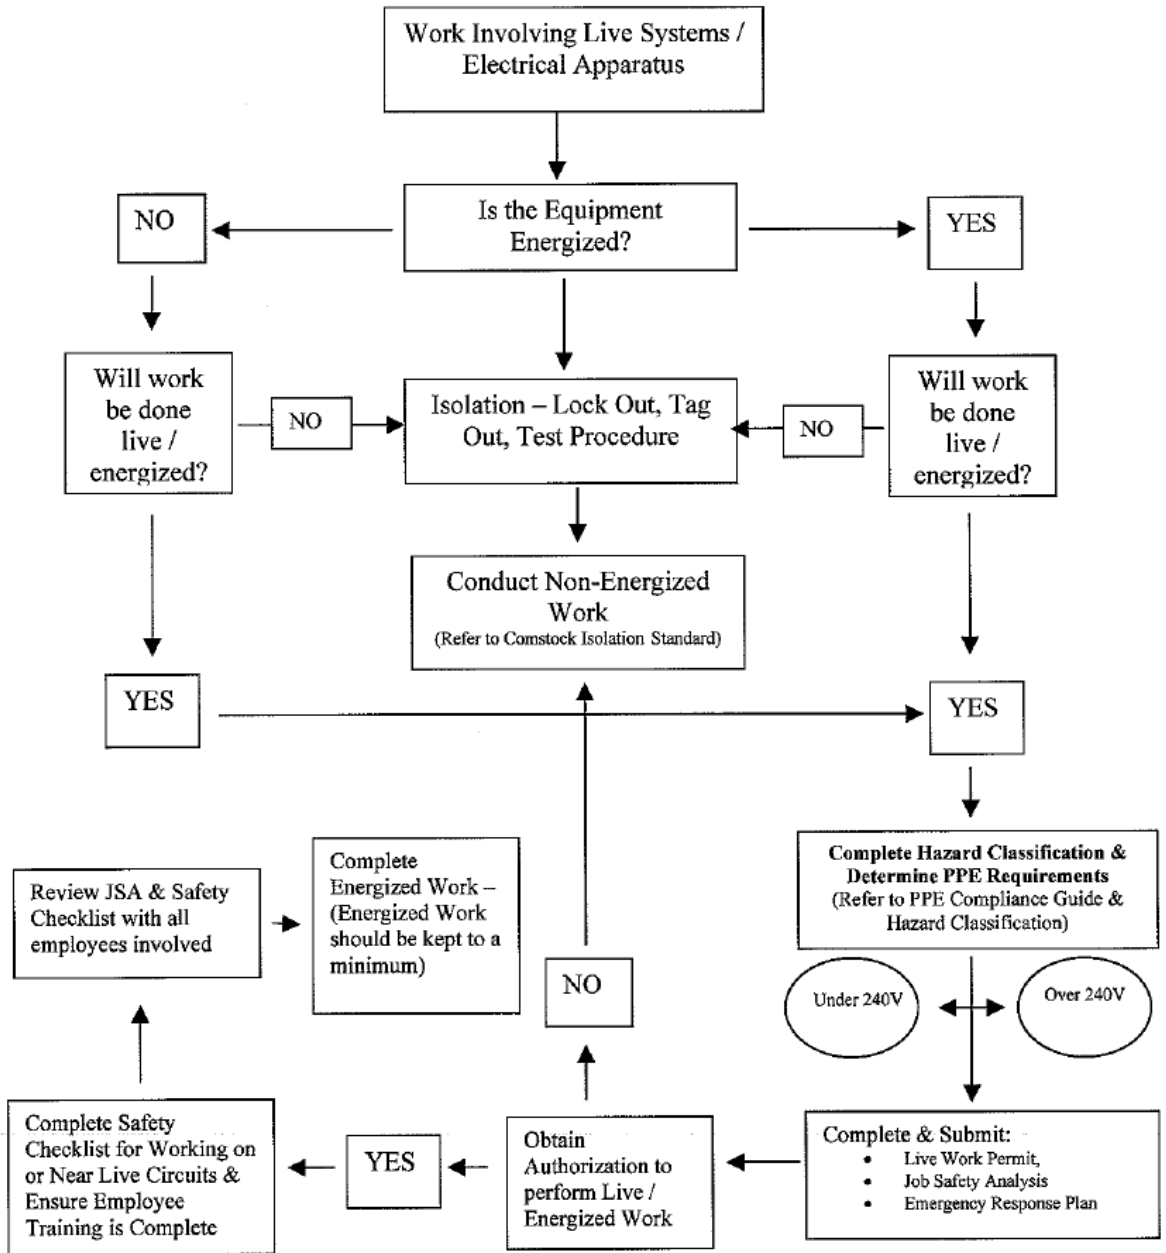 Work Involving Live Systems /
Electrical Apparatus
NO
Is the Equipment
Energized?
YES
Will work
be done
live /
energized?
NO
Isolation – Lock Out, Tag
Out, Test Procedure
NO
Will work
be done
live /
energized?
Conduct Non-Energized
Work
(Refer to Comstock Isolation Standard)
YES
YES
Review JSA & Safety
Checklist with all
employees involved
Complete
Energized Work –
(Energized Work
should be kept to a
minimum)
NO
Complete Hazard Classification &
Determine PPE Requirements
(Refer to PPE Compliance Guide &
Hazard Classification)
Under 240V
Over 240V
Complete Safety
Checklist for Working on
or Near Live Circuits &
Ensure Employee
Training is Complete
YES
Obtain
Authorization to
perform Live /
Energized Work
Complete & Submit:
• Live Work Permit,
• Job Safety Analysis
• Emergency Response Plan